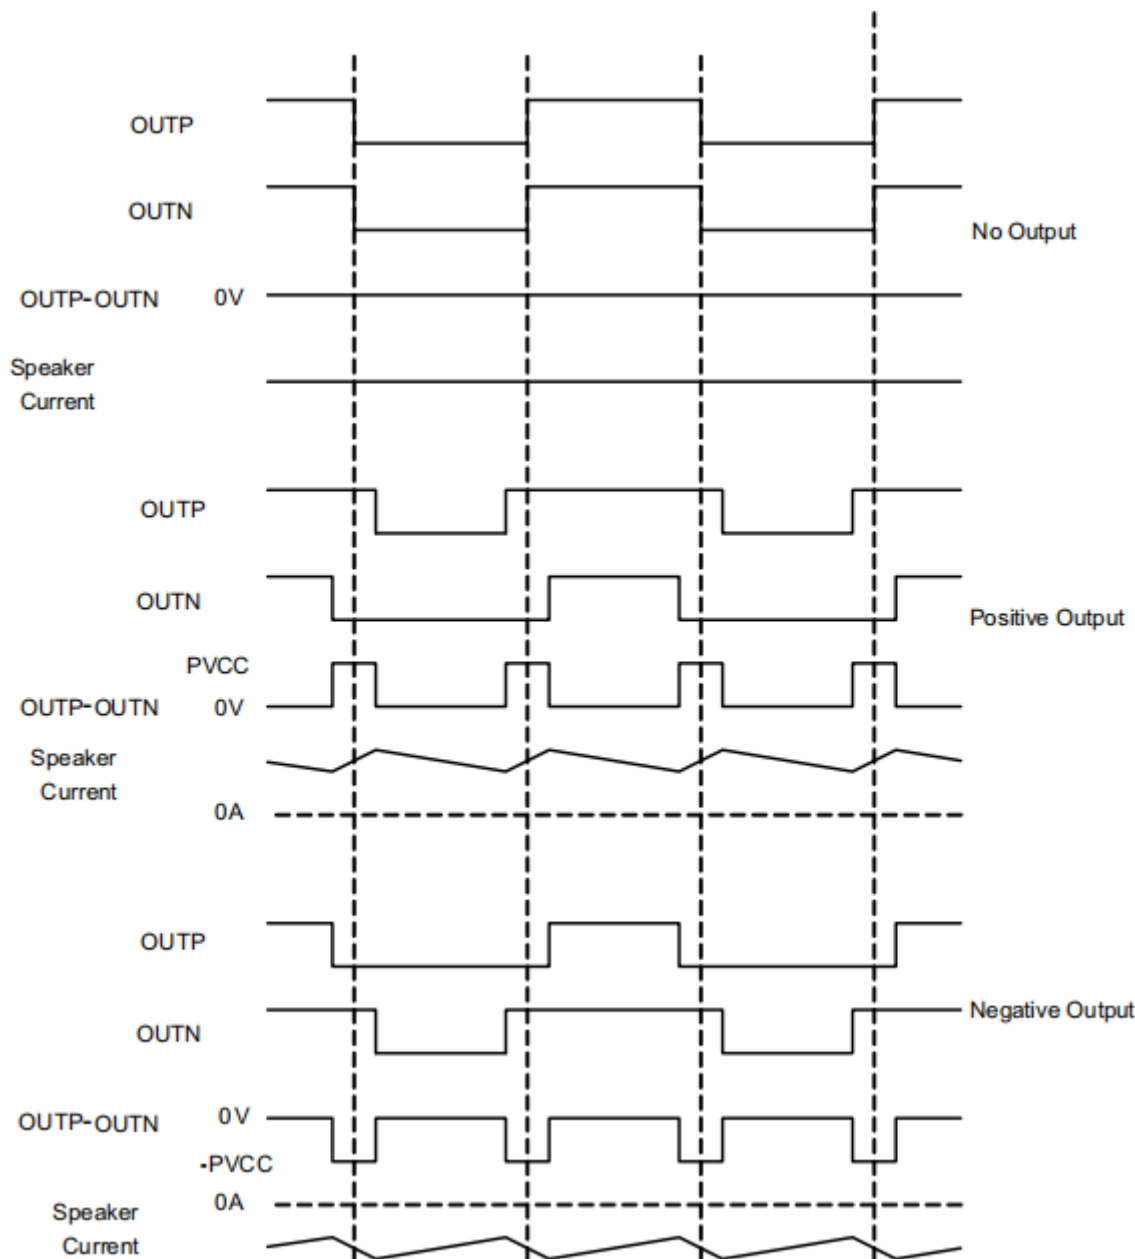 OUTP
OUTN
No Output
OUTP-OUTN 0V
Speaker
Current
OUTP
OUTN
Positive Output
PVCC
OUTP-OUTN 0V
Speaker
Current
0A
OUTP
Negative Output
OUTN
OUTP-OUTN 0V
-PVCC
0A
Speaker
Current